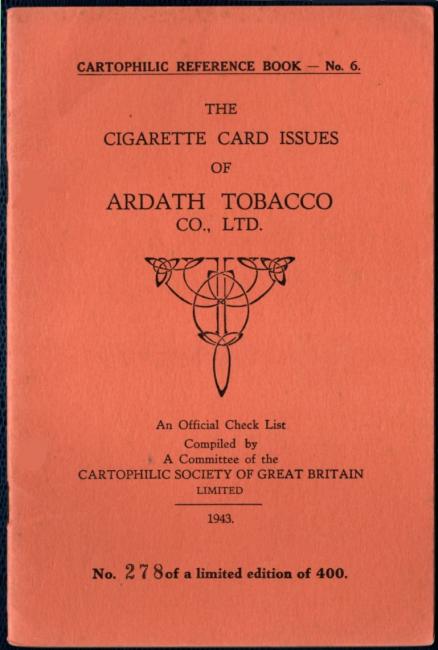 CARTOPHILIC REFERENCE BOOK — No. 6.
THE
CIGARETTE CARD ISSUES
OF
ARDATH TOBACCO
CO., LTD.
An Official Check List
Compiled by
A Committee of the
CARTOPHILIC SOCIETY OF GREAT BRITAIN
LIMITED
1943.
No. 278 of a limited edition of 400.